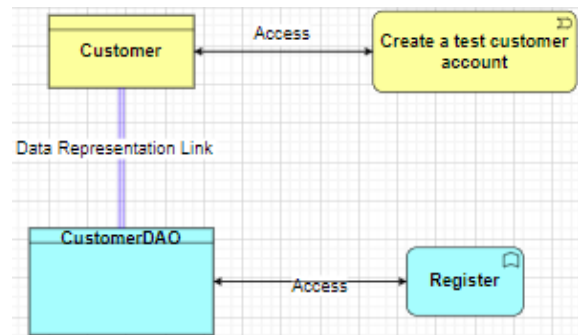 Access
Customer
Create a test customer
account
Data Representation Link
CustomerDAO
Register
Access